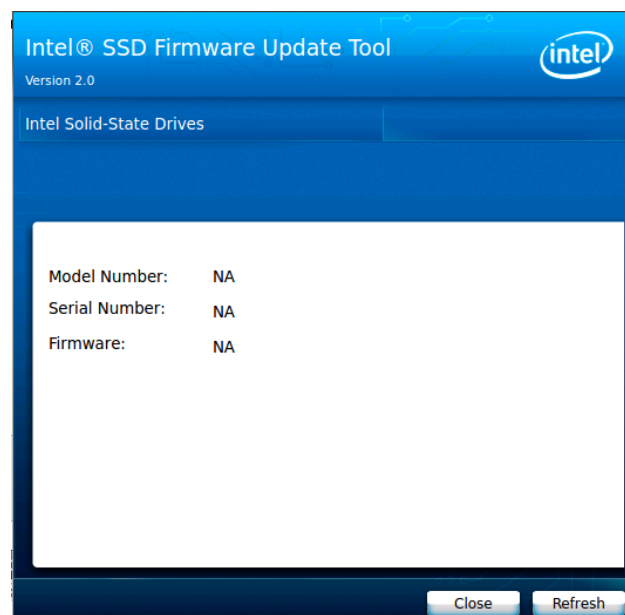 Intel® SSD Firmware Update Tool
intel
Version 2.0
Intel Solid-State Drives
Model Number: NA
Serial Number: NA
Firmware: NA
Close Refresh